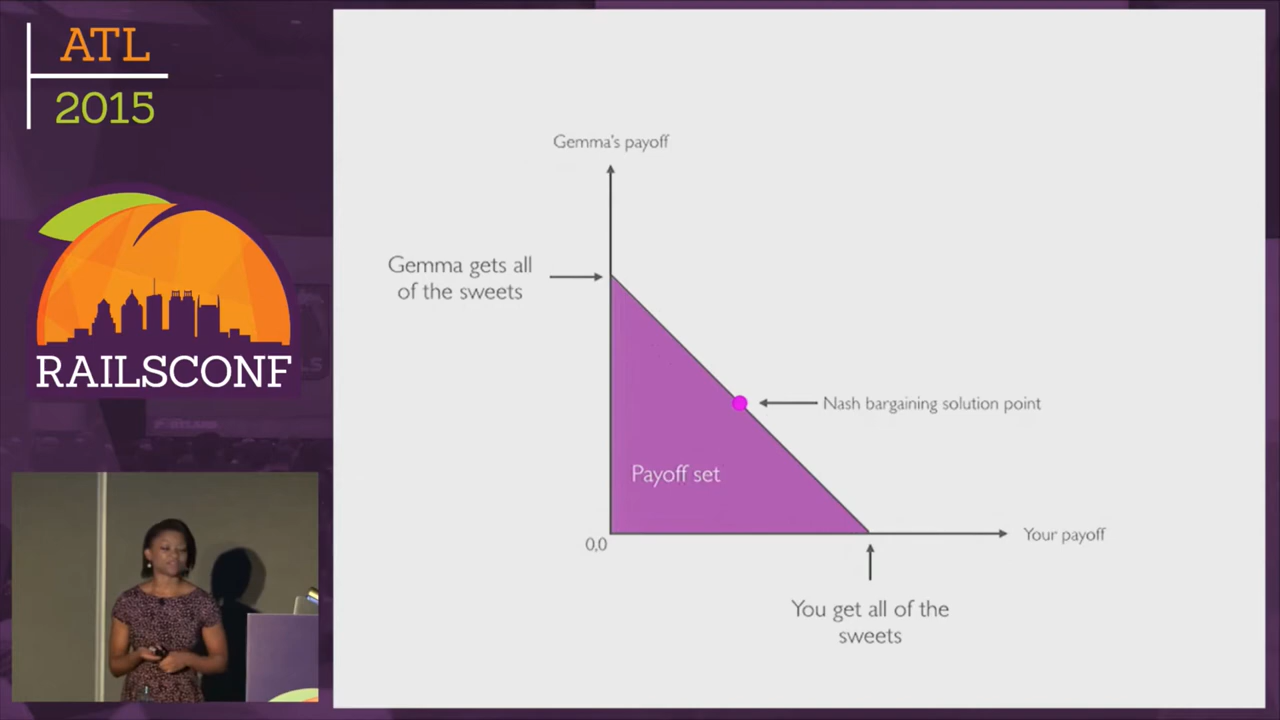 ATL
2015
RAILSCONF
Gemma's payoff
Gemma gets all
of the sweets
Nash bargaining solution point
Payoff set
0,0
Your payoff
You get all of the
sweets